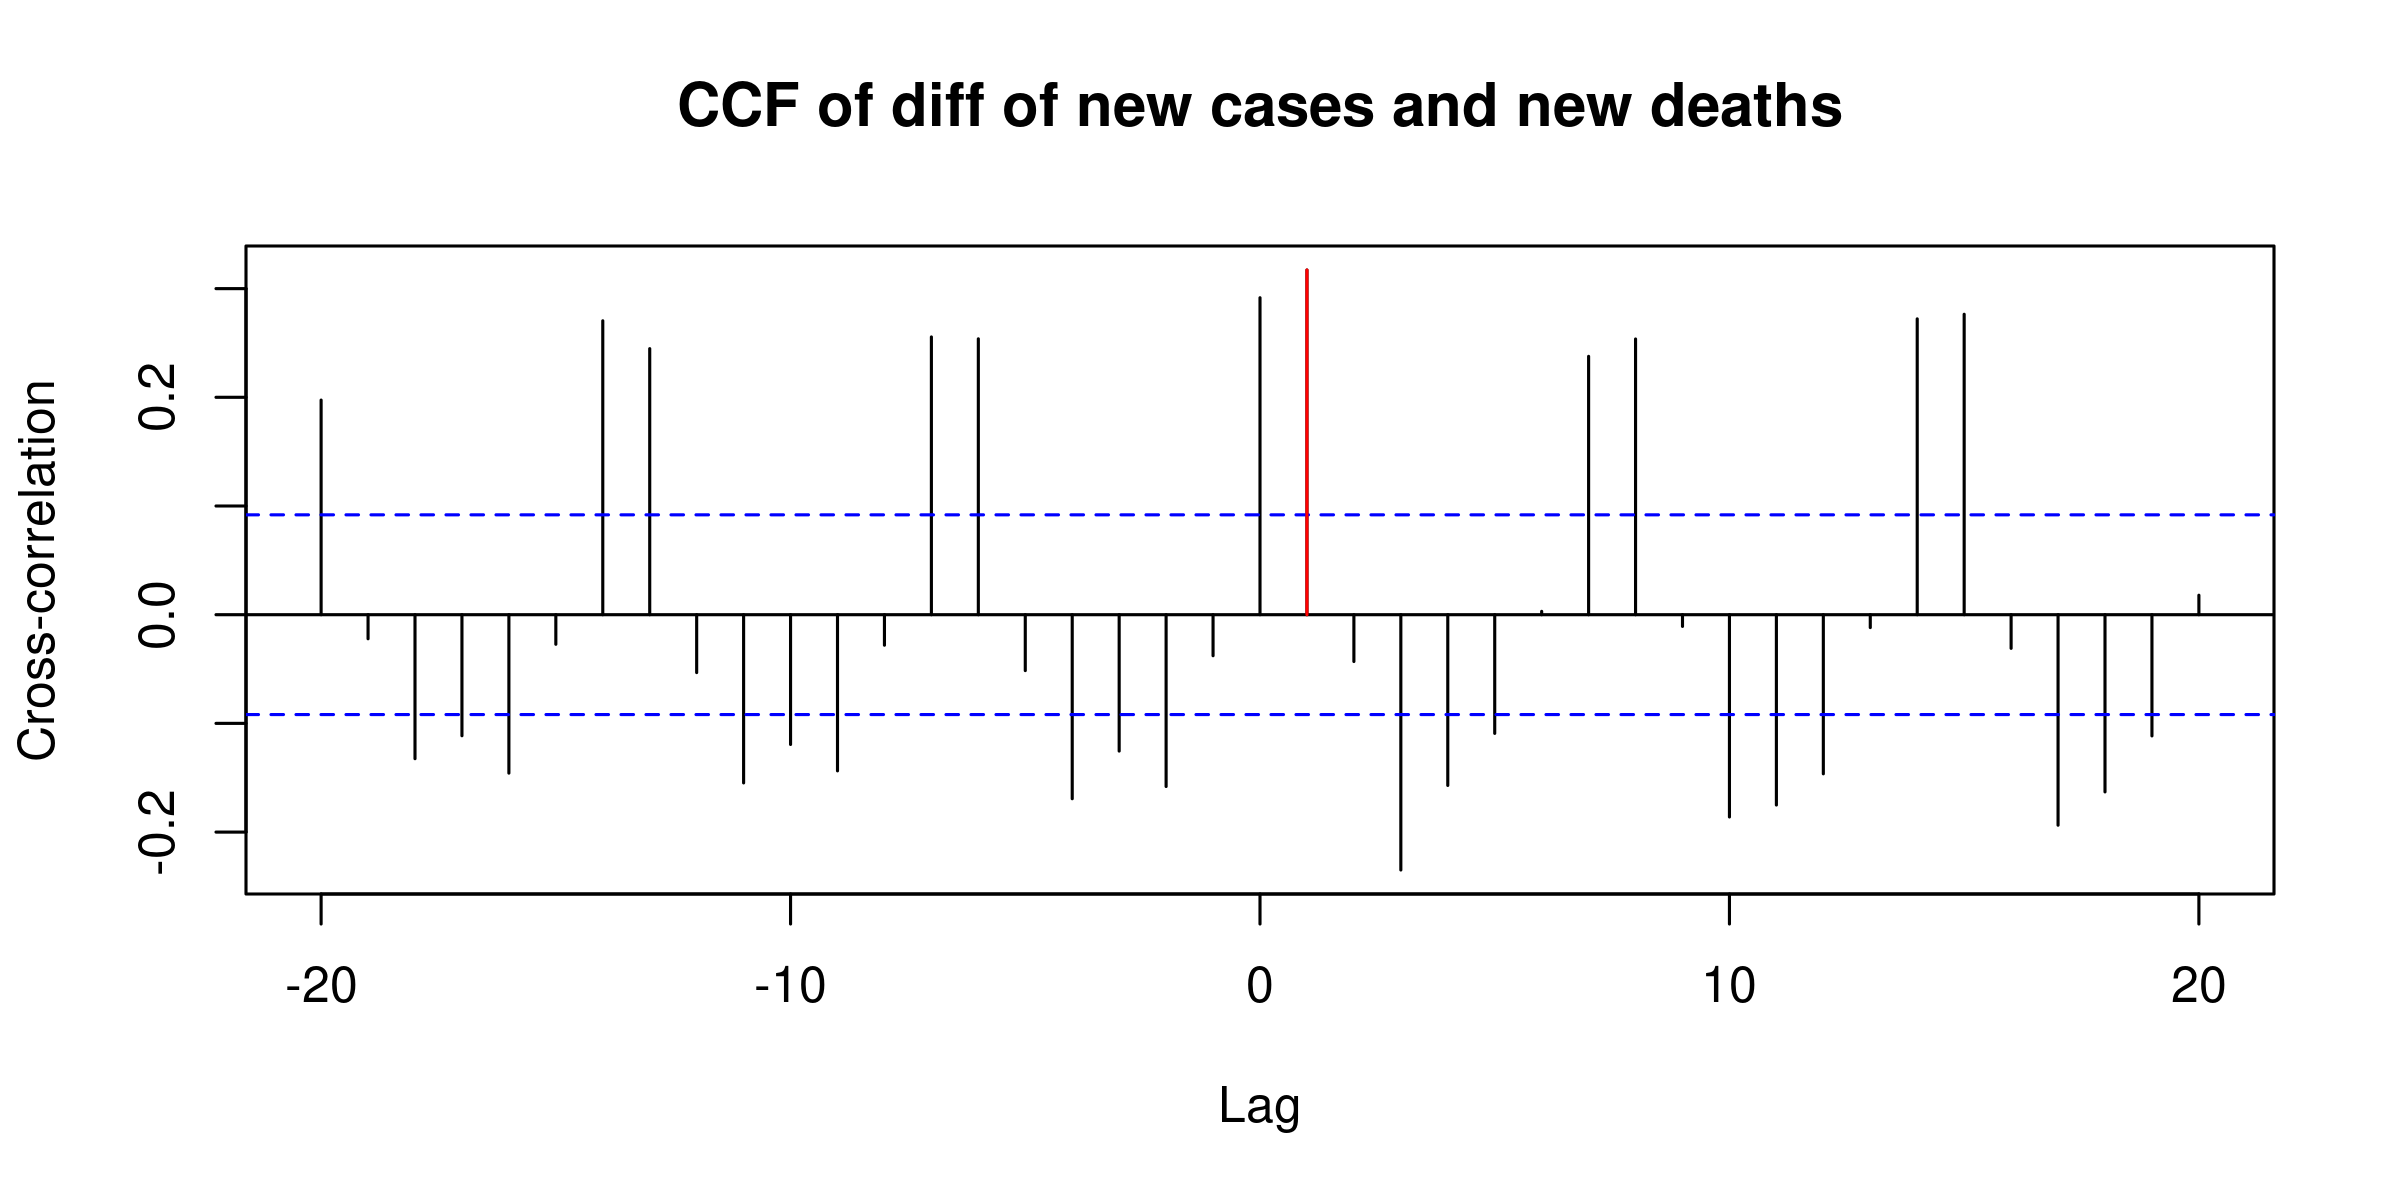 CCF of diff of new cases and new deaths
Cross-correlation
0.2
0.0
-0.2
-20 -10 0 10 20
Lag